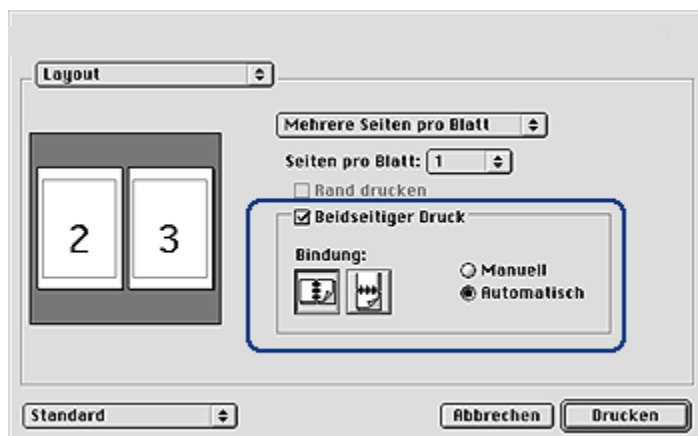 Layout
Mehrere Seiten pro Blatt
Seiten pro Blatt: 1
Rand drucken
Beidseitiger Druck
2 3
Bindung:
Manuell
Automatisch
Standard
Abbrechen
Drucken